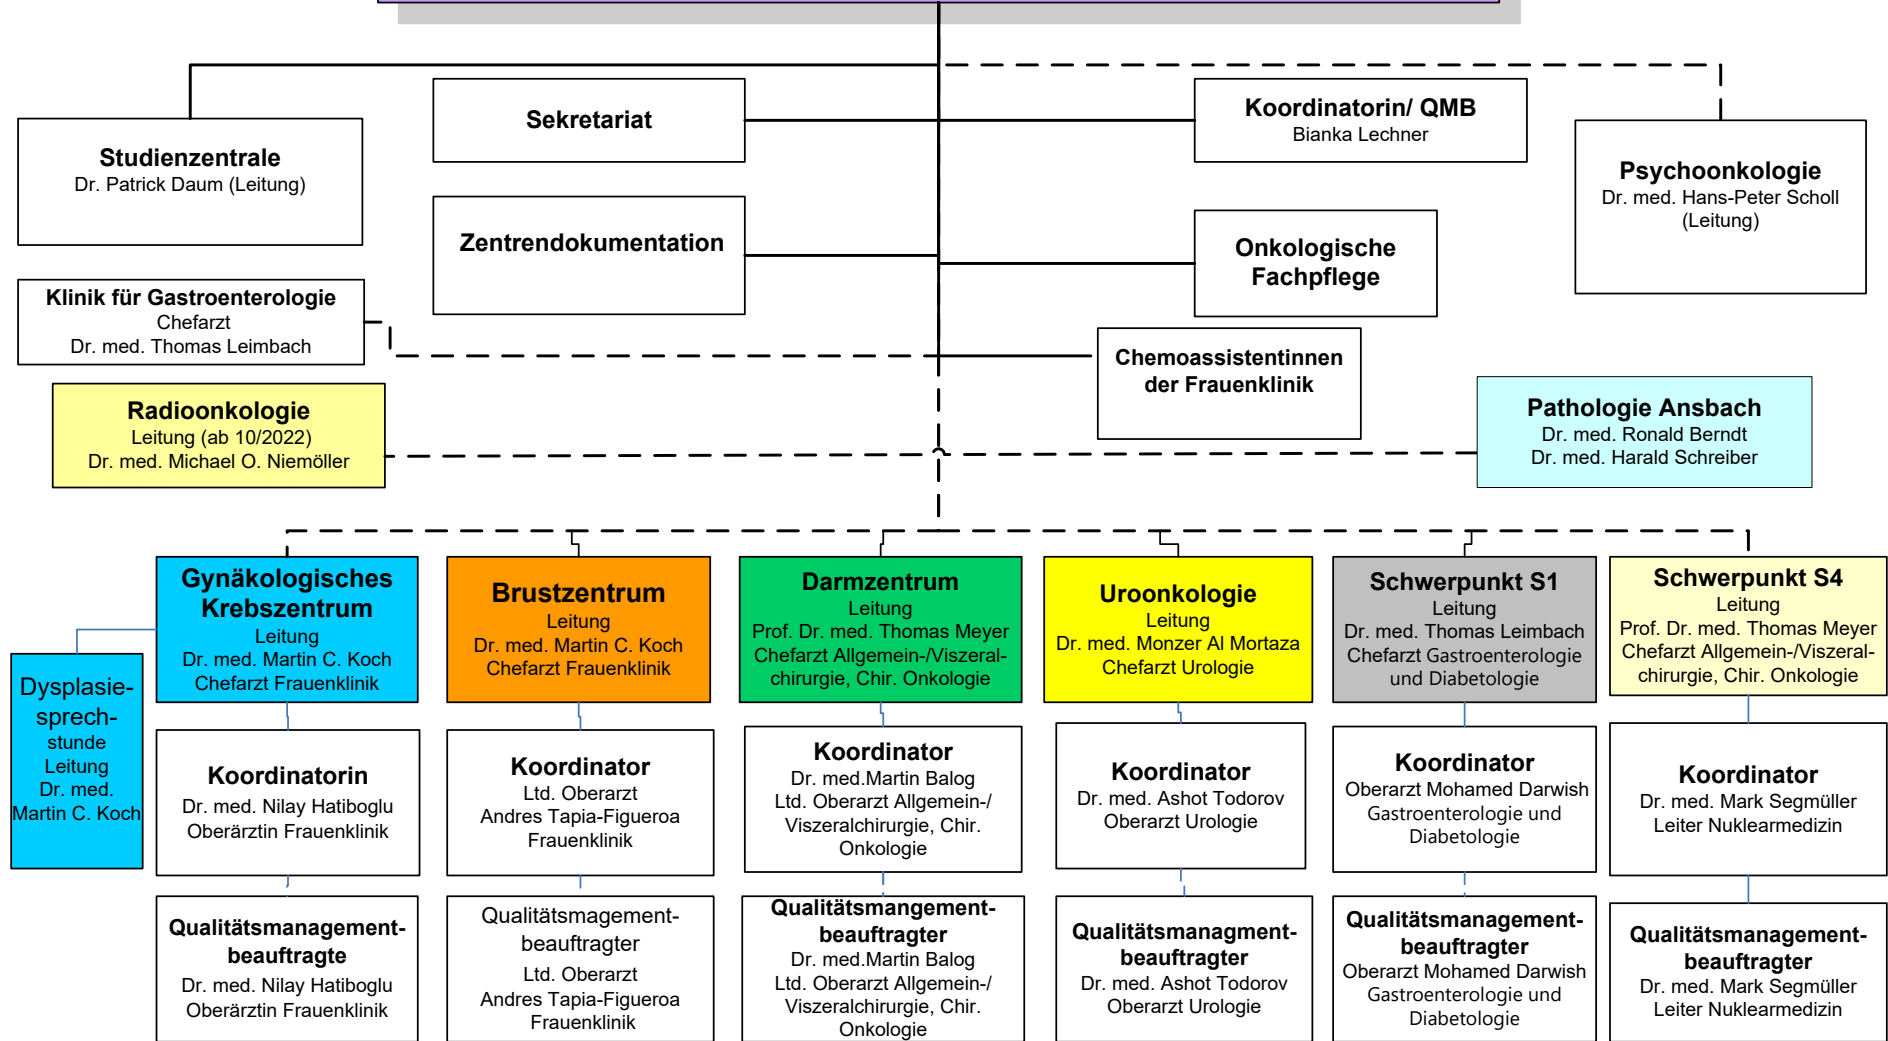 Sekretariat
Koordinatorin/ QMB
Bianka Lechner
Studienzentrale
Dr. Patrick Daum (Leitung)
Psychoonkologie
Dr. med. Hans-Peter Scholl
(Leitung)
Zentrendokumentation
Onkologische
Fachpflege
Klinik für Gastroenterologie
Chefarzt
Dr. med. Thomas Leimbach
Chemoassistentinnen
der Frauenklinik
Radioonkologie
Leitung (ab 10/2022)
Dr. med. Michael O. Niemöller
Pathologie Ansbach
Dr. med. Ronald Berndt
Dr. med. Harald Schreiber
Gynäkologisches
Krebszentrum
Leitung
Dr. med. Martin C. Koch
Chefarzt Frauenklinik
Brustzentrum
Leitung
Dr. med. Martin C. Koch
Chefarzt Frauenklinik
Darmzentrum
Leitung
Prof. Dr. med. Thomas Meyer
Chefarzt Allgemein-/Viszeral-
chirurgie, Chir. Onkologie
Uroonkologie
Leitung
Dr. med. Monzer Al Mortaza
Chefarzt Urologie
Schwerpunkt S1
Leitung
Dr. med. Thomas Leimbach
Chefarzt Gastroenterologie
und Diabetologie
Schwerpunkt S4
Leitung
Prof. Dr. med. Thomas Meyer
Chefarzt Allgemein-/Viszeral-
chirurgie, Chir. Onkologie
Dysplasie-
sprech-
stunde
Leitung
Dr. med.
Martin C. Koch
Koordinatorin
Dr. med. Nilay Hatiboglu
Oberärztin Frauenklinik
Koordinator
Ltd. Oberarzt
Andres Tapia-Figueroa
Frauenklinik
Koordinator
Dr. med.Martin Balog
Ltd. Oberarzt Allgemein-/
Viszeralchirurgie, Chir.
Onkologie
Koordinator
Dr. med. Ashot Todorov
Oberarzt Urologie
Koordinator
Oberarzt Mohamed Darwish
Gastroenterologie und
Diabetologie
Koordinator
Dr. med. Mark Segmüller
Leiter Nuklearmedizin
Qualitätsmanagement-
beauftragte
Dr. med. Nilay Hatiboglu
Oberärztin Frauenklinik
Qualitätsmagement-
beauftragter
Ltd. Oberarzt
Andres Tapia-Figueroa
Frauenklinik
Qualitätsmangement-
beauftragter
Dr. med.Martin Balog
Ltd. Oberarzt Allgemein-/
Viszeralchirurgie, Chir.
Onkologie
Qualitätsmanagment-
beauftragter
Dr. med. Ashot Todorov
Oberarzt Urologie
Qualitätsmanagement-
beauftragter
Oberarzt Mohamed Darwish
Gastroenterologie und
Diabetologie
Qualitätsmanagement-
beauftragter
Dr. med. Mark Segmüller
Leiter Nuklearmedizin